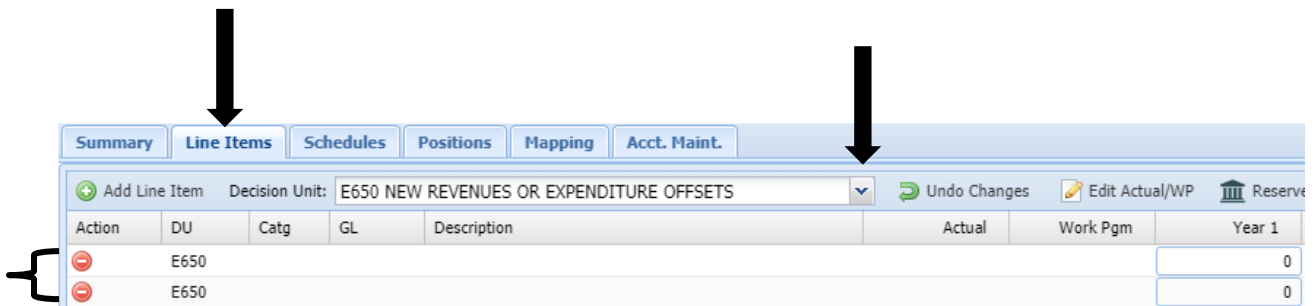 Summary Line Items Schedules Positions Mapping Acct. Maint.
Add Line Item Decision Unit: E650 NEW REVENUES OR EXPENDITURE OFFSETS Undo Changes Edit Actual/WP Reserve
Action DU Catg GL Description Actual Work Pgm Year 1
E650 0
E650 0